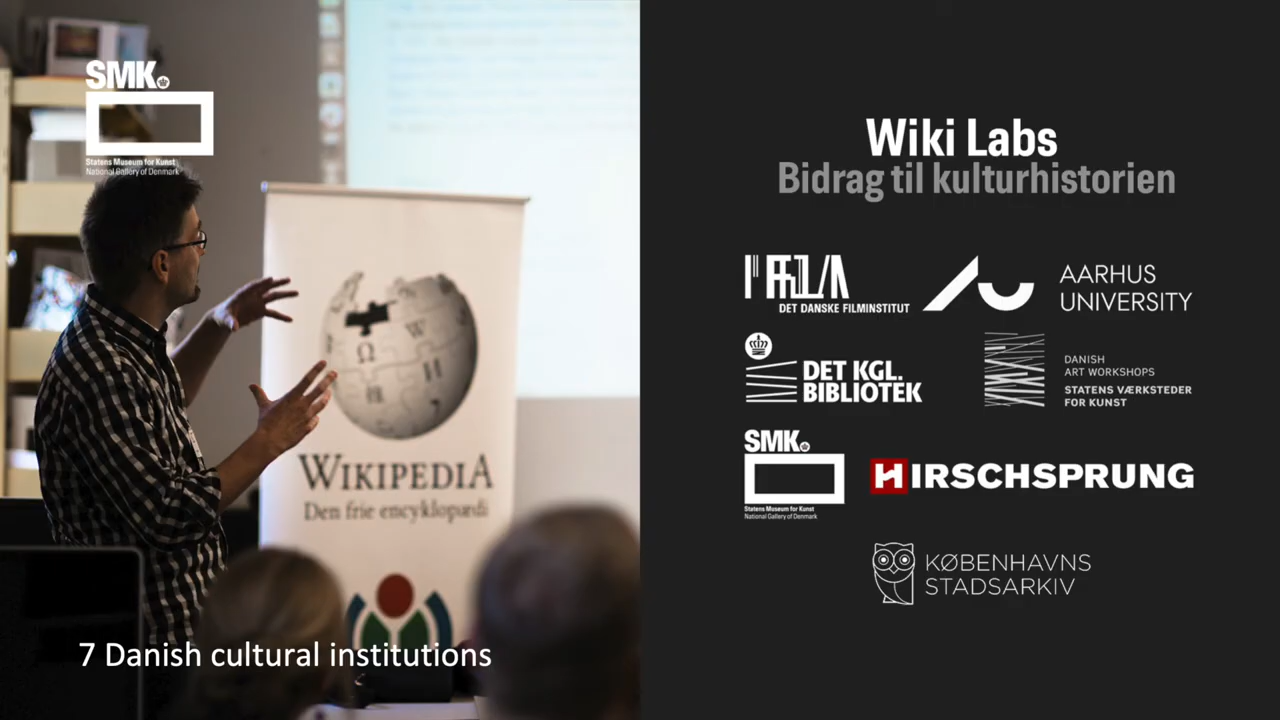 SMK.
Statens Museum for Kunst
National Gallery of Denmark
W
Ω
И
WIKIPEDIA
Den frie encyklopædi
7 Danish cultural institutions
Wiki Labs
Bidrag til kulturhistorien
DET DANSKE FILMINSTITUT
AARHUS
UNIVERSITY
DET KGL.
BIBLIOTEK
DANISH
ART WORKSHOPS
STATENS VÆRKSTEDER
FOR KUNST
SMK.
Statens Museum for Kunst
National Gallery of Denmark
HIRSCHSPRUNG
KØBENHAVNS
STADSARKIV